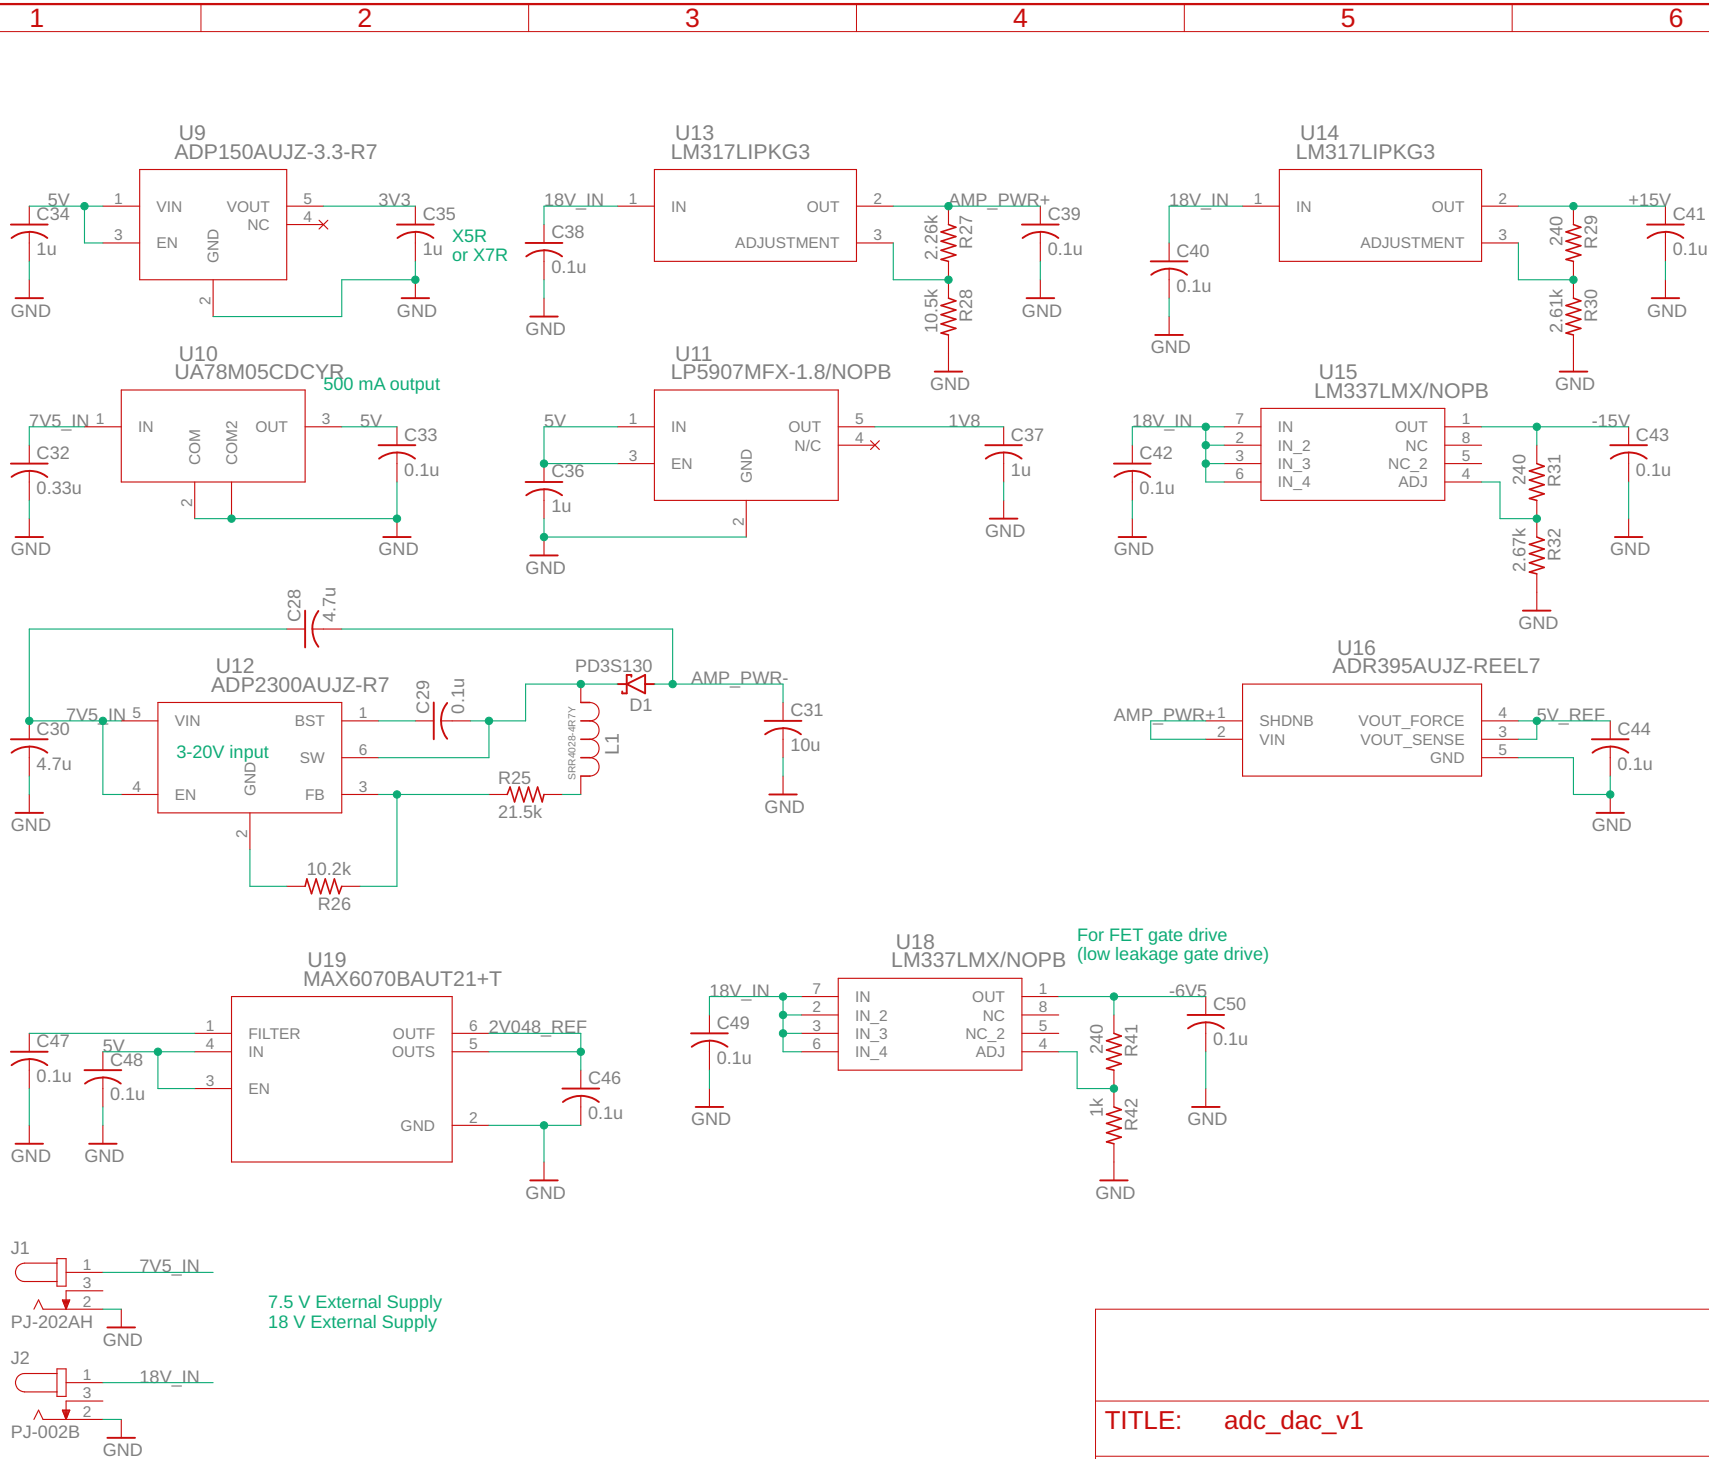 1 2 3 4 5 6
U9
ADP150AUJZ-3.3-R7
5V
1
VIN
VOUT
5
3V3
NC
4
3
EN
GND
2
C34
1u
GND
C35
1u
X5R
or X7R
GND
U13
LM317LIPKG3
18V_IN
1
IN
OUT
2
AMP_PWR+
ADJUSTMENT
3
C38
0.1u
GND
2.26k
R27
10.5k
R28
GND
C39
0.1u
GND
U14
LM317LIPKG3
18V_IN
1
IN
OUT
2
+15V
ADJUSTMENT
3
C40
0.1u
GND
240
R29
2.61k
R30
GND
C41
0.1u
GND
U10
UA78M05CDCYR
500 mA output
7V5_IN
1
IN
COM
COM2
OUT
3
5V
2
C32
0.33u
GND
C33
0.1u
GND
U11
LP5907MFX-1.8/NOPB
5V
1
IN
OUT
5
1V8
N/C
4
3
EN
GND
2
C36
1u
GND
C37
1u
GND
U15
LM337LMX/NOPB
18V_IN
7
IN
OUT
1
-15V
2
IN_2
NC
8
3
IN_3
NC_2
5
6
IN_4
ADJ
4
C42
0.1u
GND
240
R31
2.67k
R32
GND
C43
0.1u
GND
C28
4.7u
U12
ADP2300AUJZ-R7
7V5_IN
5
VIN
BST
1
3-20V input
SW
6
4
EN
GND
FB
3
2
C30
4.7u
GND
C29
0.1u
PD3S130
D1
AMP_PWR-
SRR4028-4R7Y
L1
R25
21.5k
10.2k
R26
C31
10u
GND
U16
ADR395AUJZ-REEL7
AMP_PWR+
1
SHDNB
VOUT_FORCE
4
5V_REF
2
VIN
VOUT_SENSE
3
GND
5
C44
0.1u
GND
U19
MAX6070BAUT21+T
1
FILTER
OUTF
6
2V048_REF
5V
4
IN
OUTS
5
3
EN
GND
2
C47
0.1u
GND
C48
0.1u
GND
C46
0.1u
GND
U18
LM337LMX/NOPB
For FET gate drive
(low leakage gate drive)
18V_IN
7
IN
OUT
1
-6V5
2
IN_2
NC
8
3
IN_3
NC_2
5
6
IN_4
ADJ
4
C49
0.1u
GND
240
R41
1k
R42
GND
C50
0.1u
GND
J1
1
7V5_IN
3
2
PJ-202AH
GND
7.5 V External Supply
18 V External Supply
J2
1
18V_IN
3
2
PJ-002B
GND
TITLE: adc_dac_v1